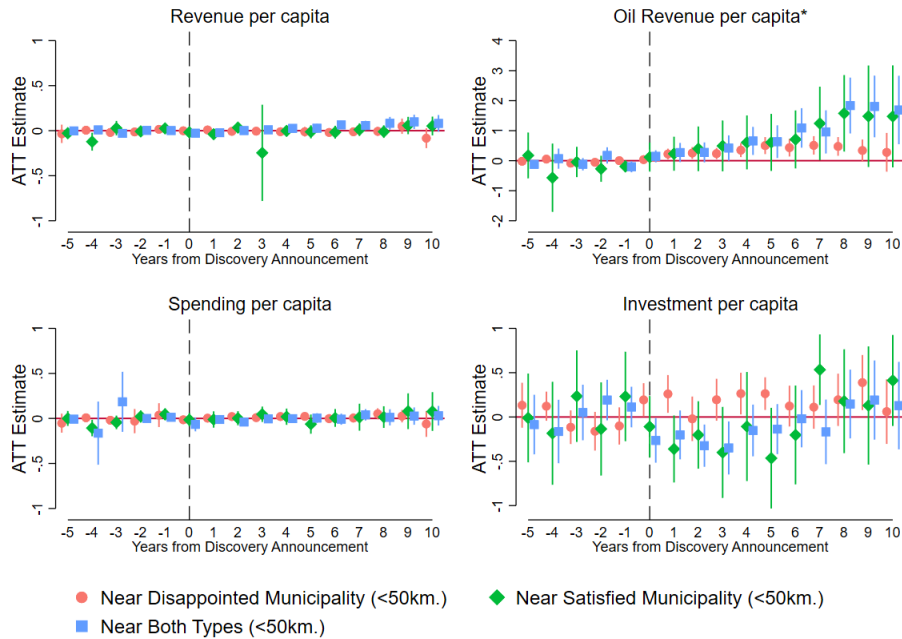 Revenue per capita
ATT Estimate
1
.5
0
-.5
-1
-5 -4 -3 -2 -1 0 1 2 3 4 5 6 7 8 9 10
Years from Discovery Announcement
Oil Revenue per capita*
ATT Estimate
4
3
2
1
0
-1
-2
-5 -4 -3 -2 -1 0 1 2 3 4 5 6 7 8 9 10
Years from Discovery Announcement
Spending per capita
ATT Estimate
1
.5
0
-.5
-1
-5 -4 -3 -2 -1 0 1 2 3 4 5 6 7 8 9 10
Years from Discovery Announcement
Investment per capita
ATT Estimate
1
.5
0
-.5
-1
-5 -4 -3 -2 -1 0 1 2 3 4 5 6 7 8 9 10
Years from Discovery Announcement
Near Disappointed Municipality (<50km.)
Near Satisfied Municipality (<50km.)
Near Both Types (<50km.)